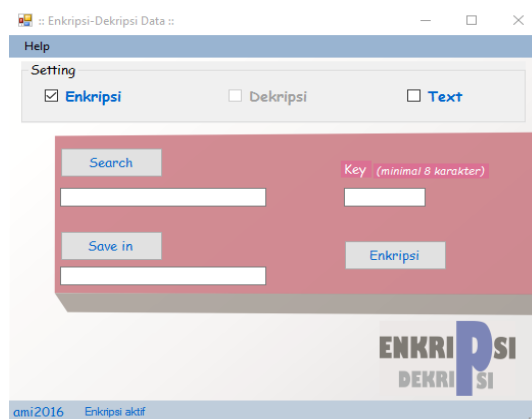 :: Enkripsi-Dekripsi Data ::
Help
Setting
Enkripsi Dekripsi Text
Search
Key (minimal 8 karakter)
Save in
Enkripsi
ENKRIPSI
DEKRIPSI
ami2016 Enkripsi aktif